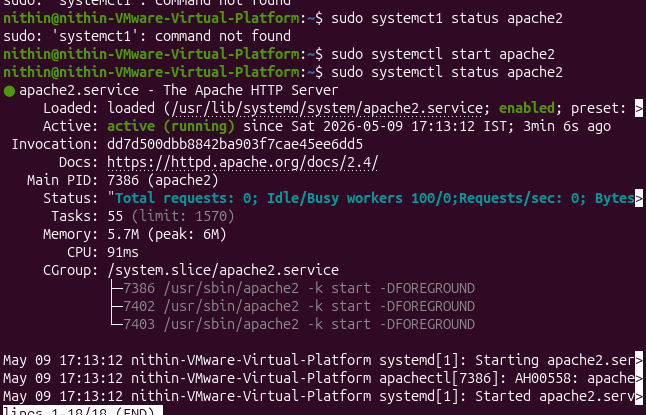 sudo: 'systemct1': command not found
nithin@nithin-VMware-Virtual-Platform:~$ sudo systemct1 status apache2
sudo: 'systemct1': command not found
nithin@nithin-VMware-Virtual-Platform:~$ sudo systemctl start apache2
nithin@nithin-VMware-Virtual-Platform:~$ sudo systemctl status apache2
● apache2.service - The Apache HTTP Server
Loaded: loaded (/usr/lib/systemd/system/apache2.service; enabled; preset: >
Active: active (running) since Sat 2026-05-09 17:13:12 IST; 3min 6s ago
Invocation: dd7d500dbb8842ba903f7cae45ee6dd5
Docs: https://httpd.apache.org/docs/2.4/
Main PID: 7386 (apache2)
Status: "Total requests: 0; Idle/Busy workers 100/0;Requests/sec: 0; Bytes>
Tasks: 55 (limit: 1570)
Memory: 5.7M (peak: 6M)
CPU: 91ms
CGroup: /system.slice/apache2.service
├─7386 /usr/sbin/apache2 -k start -DFOREGROUND
├─7402 /usr/sbin/apache2 -k start -DFOREGROUND
└─7403 /usr/sbin/apache2 -k start -DFOREGROUND
May 09 17:13:12 nithin-VMware-Virtual-Platform systemd[1]: Starting apache2.ser>
May 09 17:13:12 nithin-VMware-Virtual-Platform apachectl[7386]: AH00558: apache>
May 09 17:13:12 nithin-VMware-Virtual-Platform systemd[1]: Started apache2.serv>
lines 1-18/18 (END)